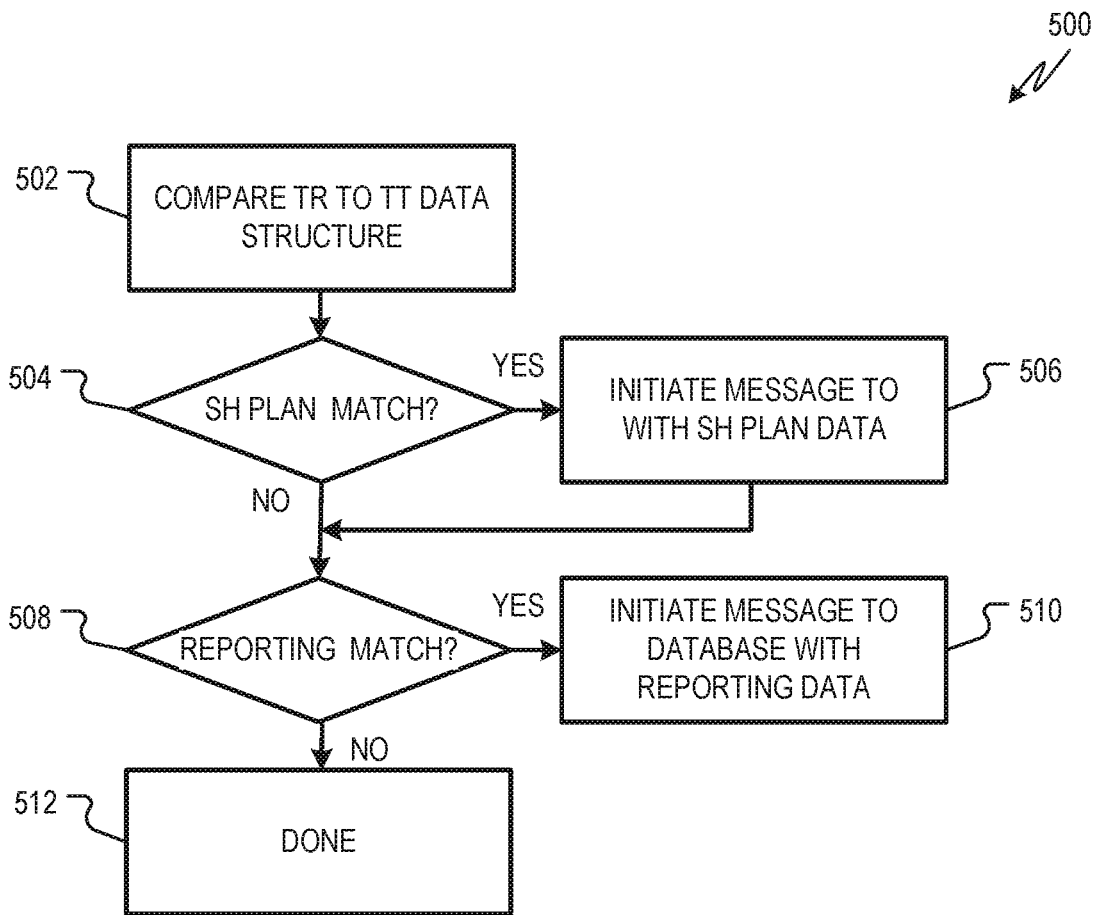 500
502
COMPARE TR TO TT DATA
STRUCTURE
504
SH PLAN MATCH?
YES
INITIATE MESSAGE TO
WITH SH PLAN DATA
506
NO
508
REPORTING MATCH?
YES
INITIATE MESSAGE TO
DATABASE WITH
REPORTING DATA
510
NO
512
DONE